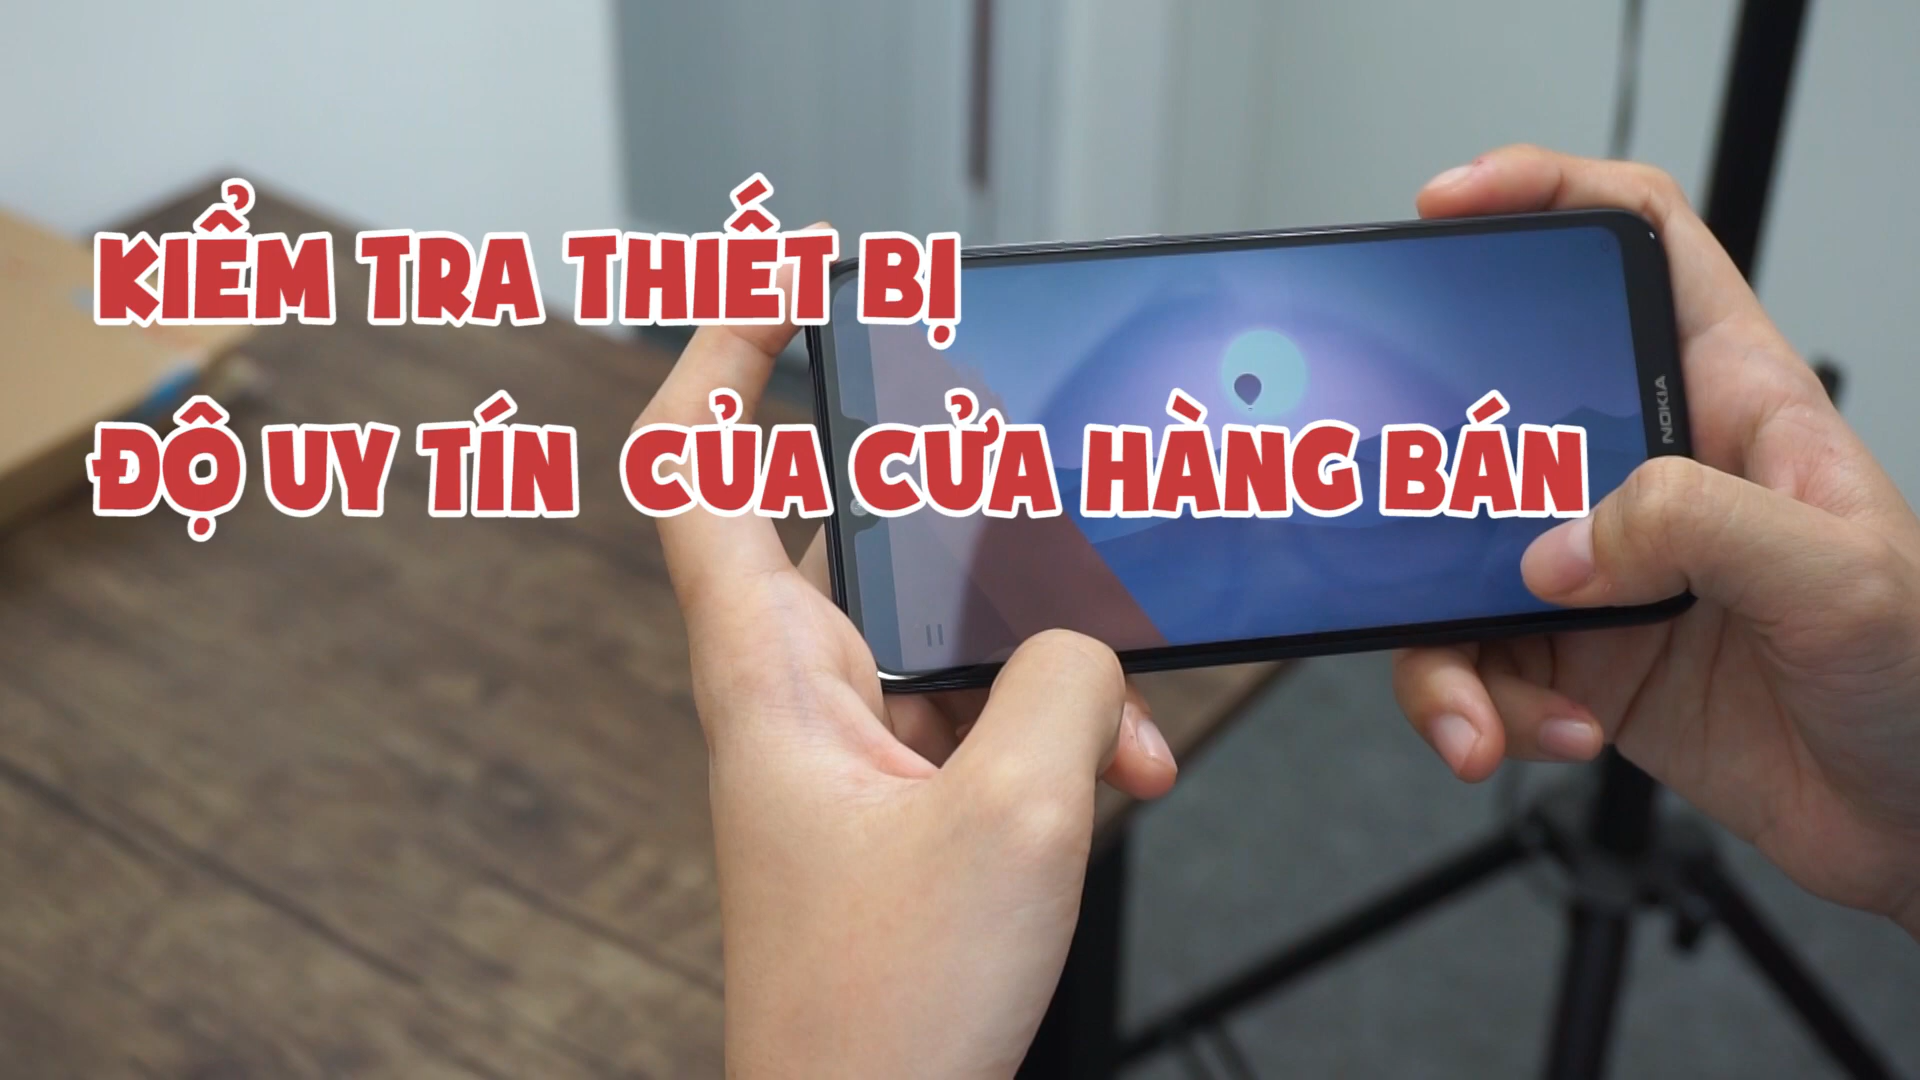 KIỂM TRA THIẾT BỊ
ĐỘ UY TÍN CỦA CỬA HÀNG BÁN
NOKIA